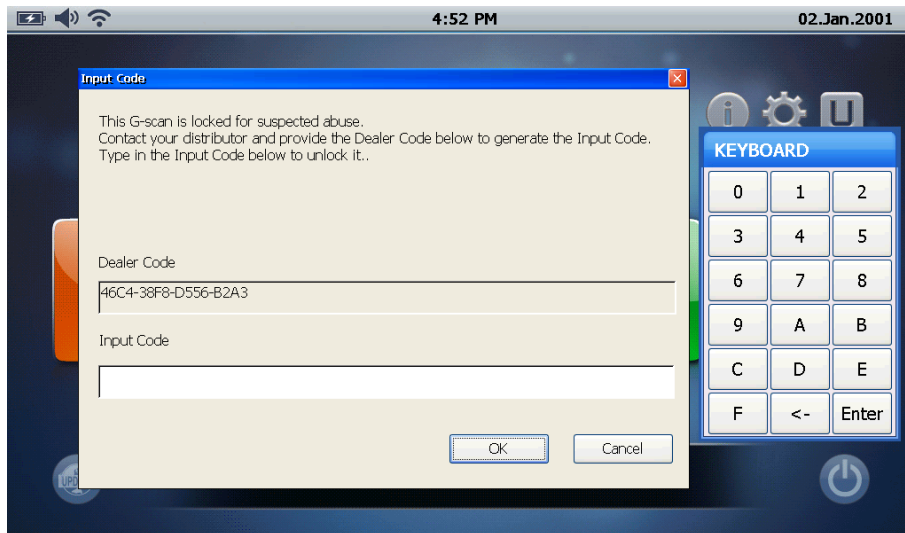 4:52 PM
02.Jan.2001
Input Code
This G-scan is locked for suspected abuse.
Contact your distributor and provide the Dealer Code below to generate the Input Code.
Type in the Input Code below to unlock it..
Dealer Code
46C4-38F8-D556-B2A3
Input Code
OK Cancel
i U
KEYBOARD
0 1 2
3 4 5
6 7 8
9 A B
C D E
F <- Enter